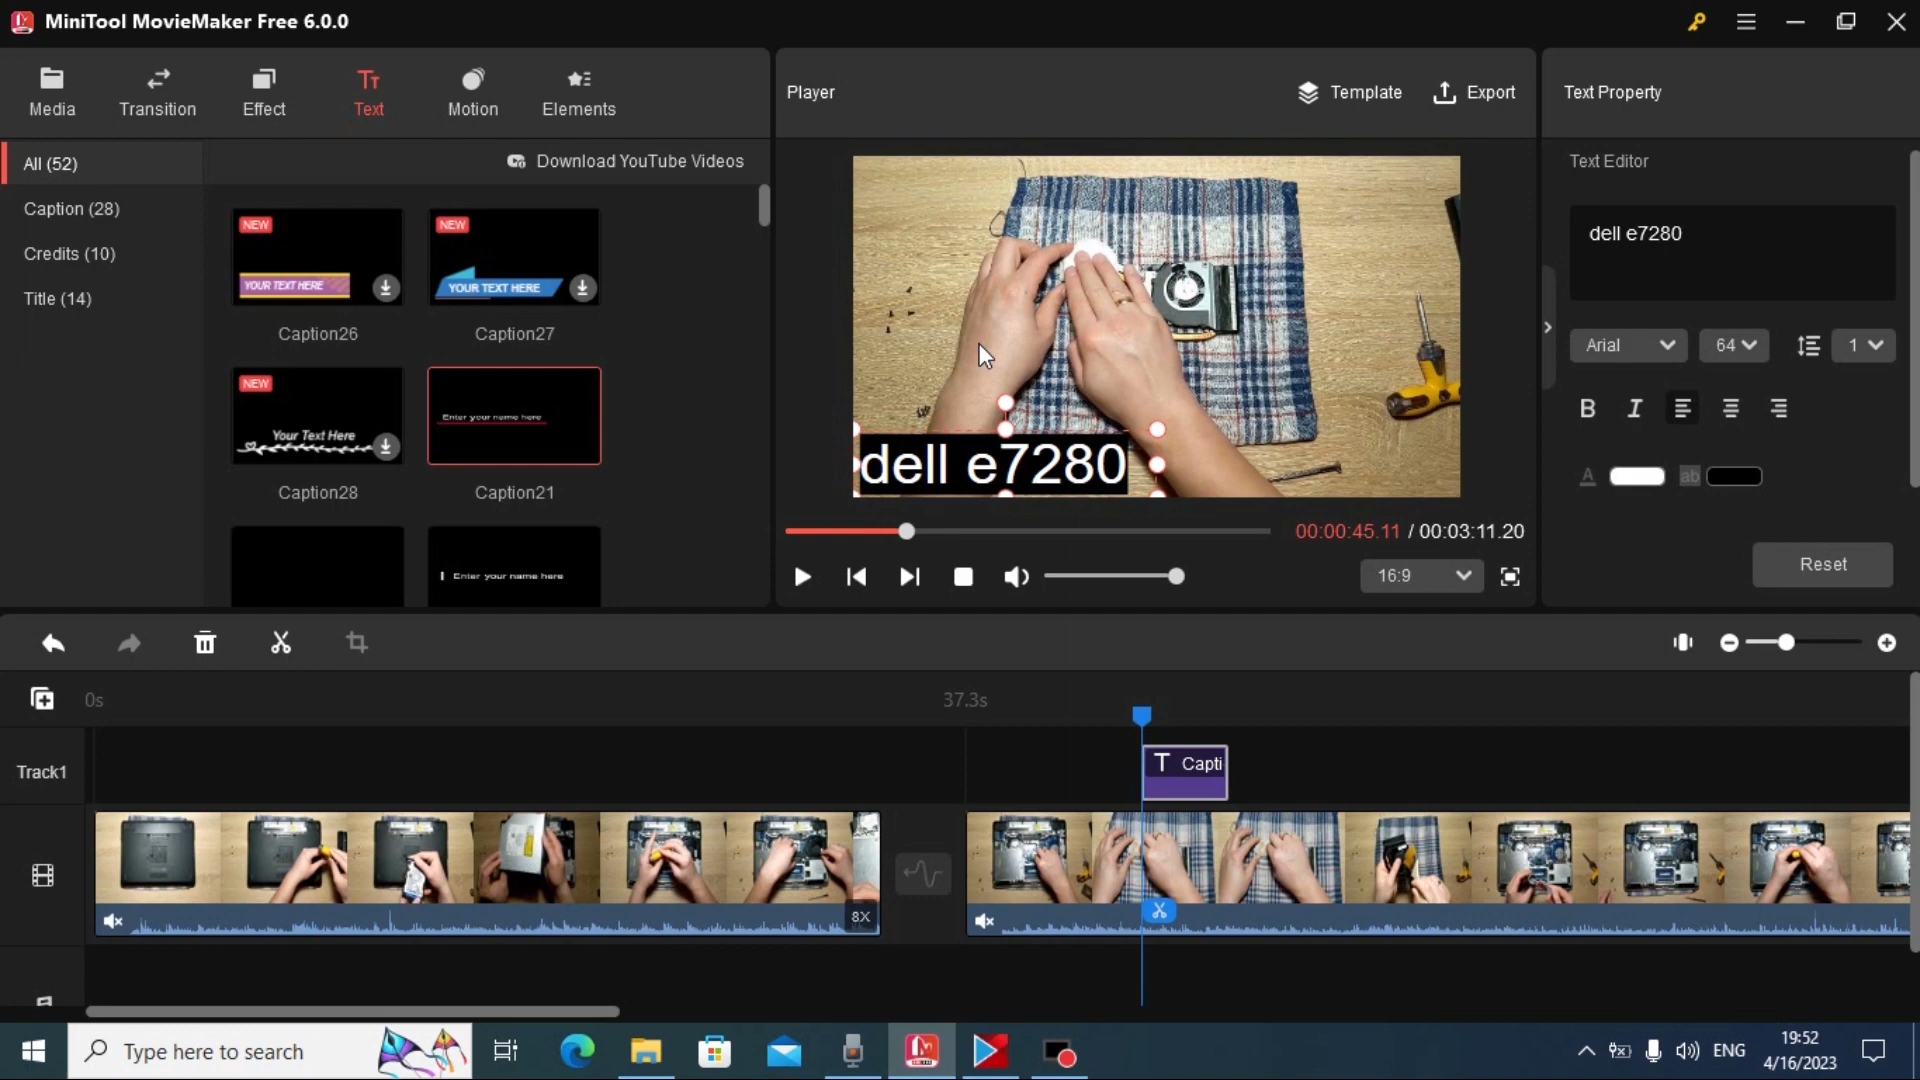 MiniTool MovieMaker Free 6.0.0
Media
Transition
Effect
Text
Motion
Elements
Player
Template
Export
Text Property
All (52)
Caption (28)
Credits (10)
Title (14)
Download YouTube Videos
NEW
YOUR TEXT HERE
Caption26
NEW
YOUR TEXT HERE
Caption27
NEW
Your Text Here
Caption28
Enter your name here
Caption21
Enter your name here
dell e7280
00:00:45.11 / 00:03:11.20
16:9
Text Editor
dell e7280
Arial
64
1
B
I
A
ab
Reset
0s
37.3s
Track1
T Capti
8X
Type here to search
ENG
19:52
4/16/2023